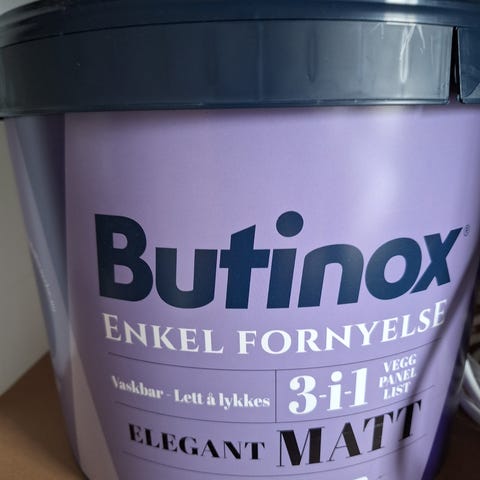 Butinox®
ENKEL FORNYELSE
Vaskbar - Lett å lykkes
3-i-1
VEGG
PANEL
LIST
ELEGANT MATT